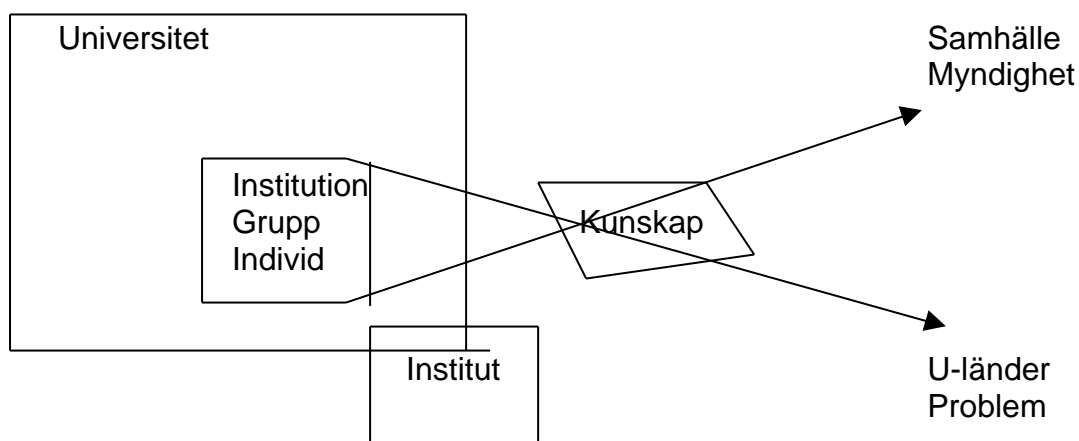 Universitet
Samhälle
Myndighet
Institution
Grupp
Individ
Kunskap
Institut
U-länder
Problem